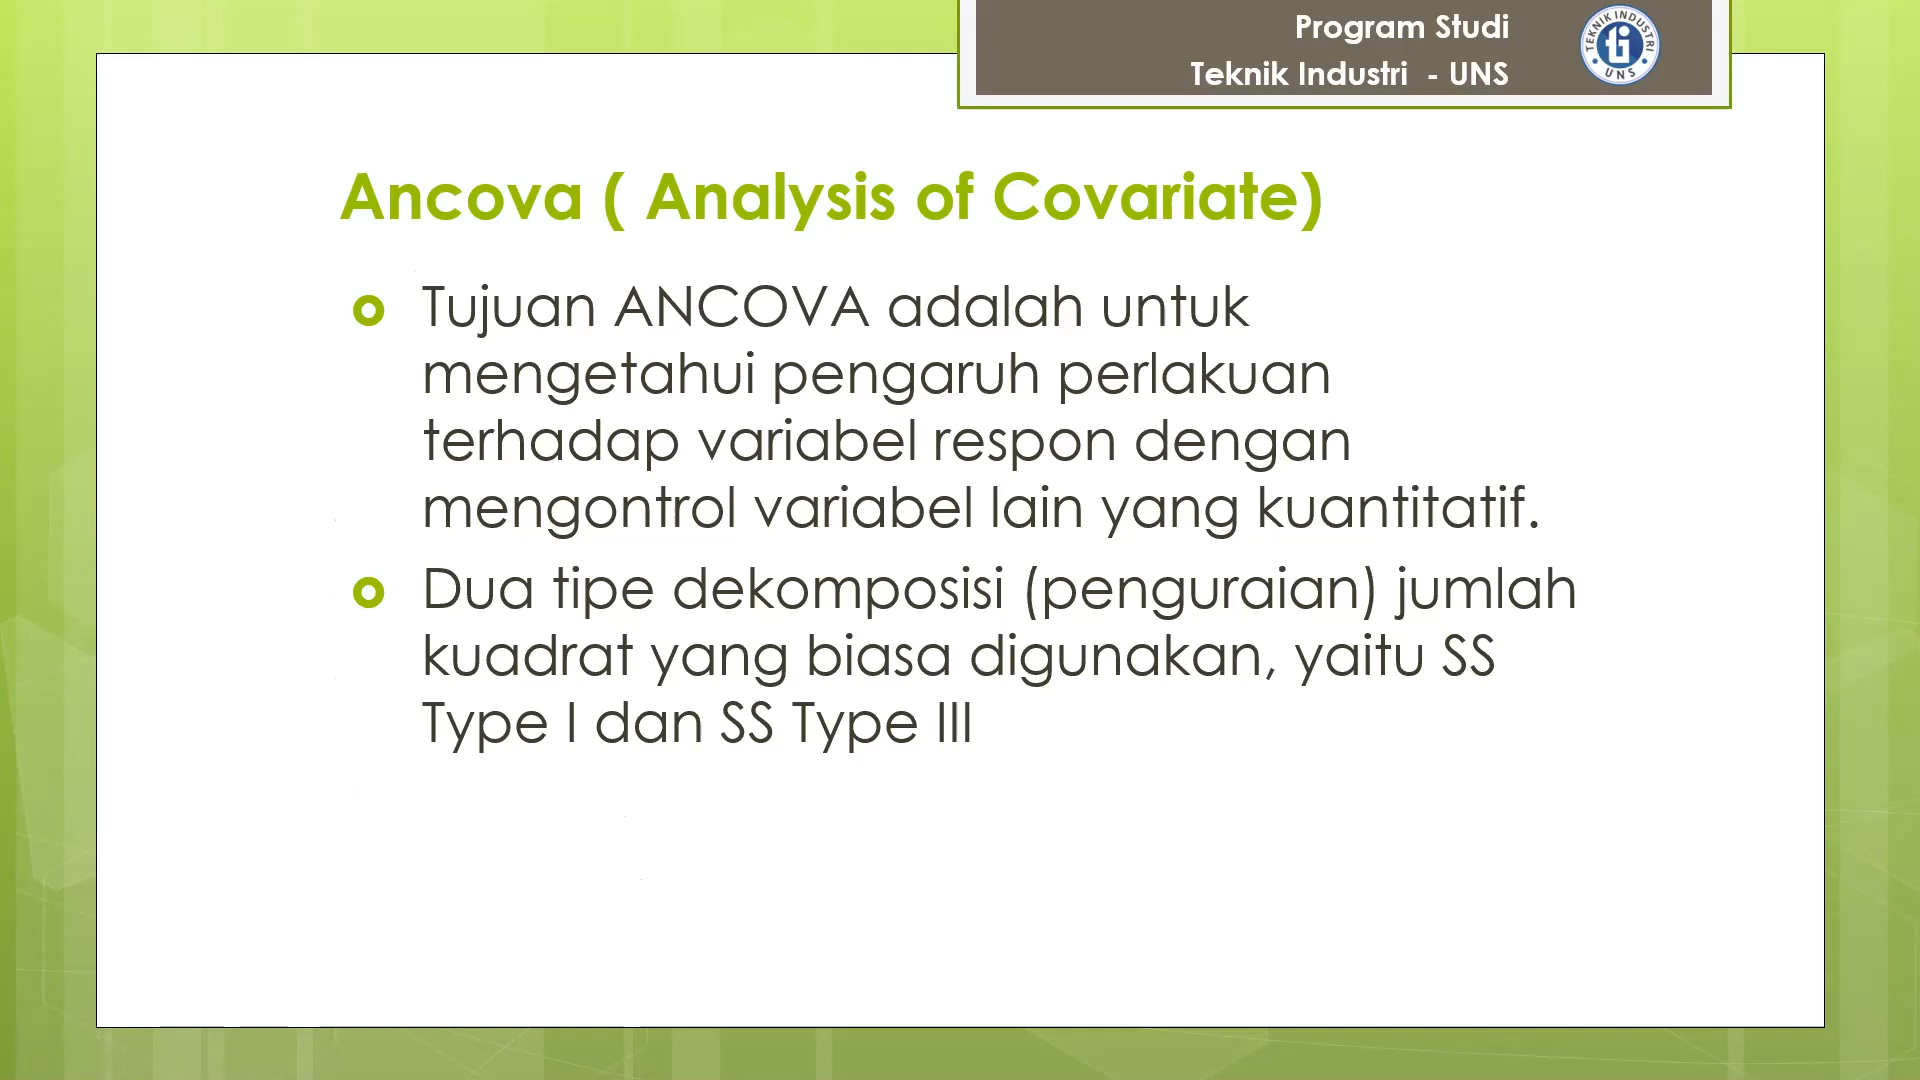 Program Studi
Teknik Industri - UNS
TEKNIK INDUSTRI
ti
UNS
Ancova ( Analysis of Covariate)
Tujuan ANCOVA adalah untuk
mengetahui pengaruh perlakuan
terhadap variabel respon dengan
mengontrol variabel lain yang kuantitatif.
Dua tipe dekomposisi (penguraian) jumlah
kuadrat yang biasa digunakan, yaitu SS
Type I dan SS Type III